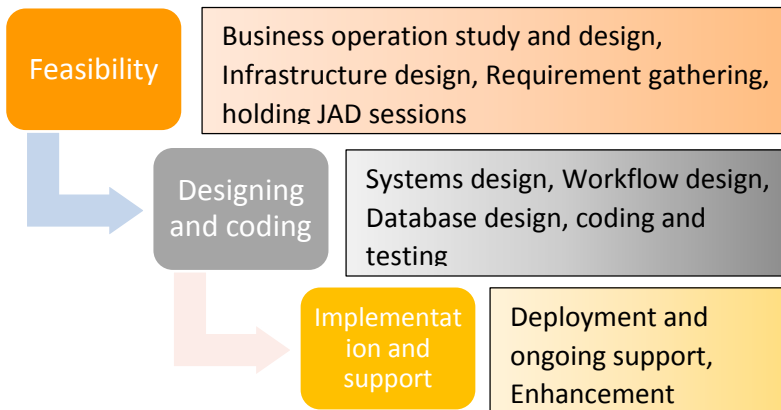 Feasibility
Business operation study and design,
Infrastructure design, Requirement gathering,
holding JAD sessions
Designing
and coding
Systems design, Workflow design,
Database design, coding and
testing
Implementat
ion and
support
Deployment and
ongoing support,
Enhancement